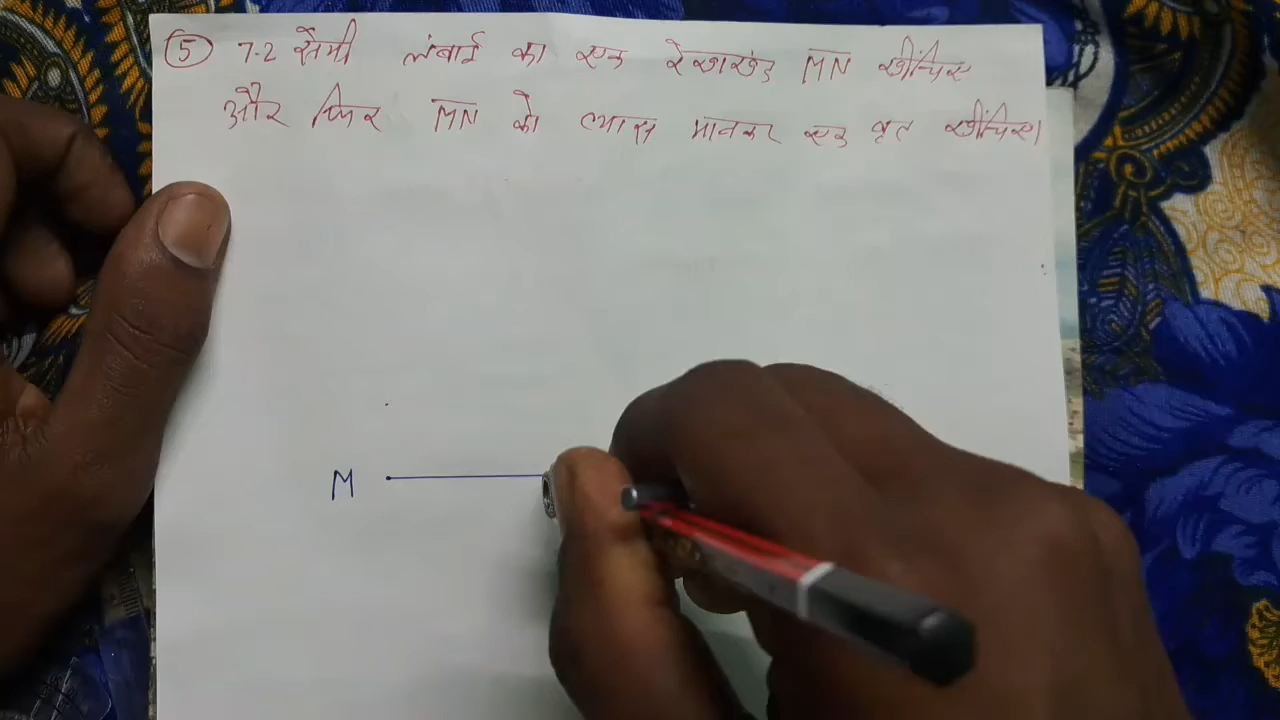 ⑤ 7.2 सेमी लंबाई का एक रेखाखंड MN खींचिए
और फिर MN को व्यास मानकर एक वृत खींचिए।
M